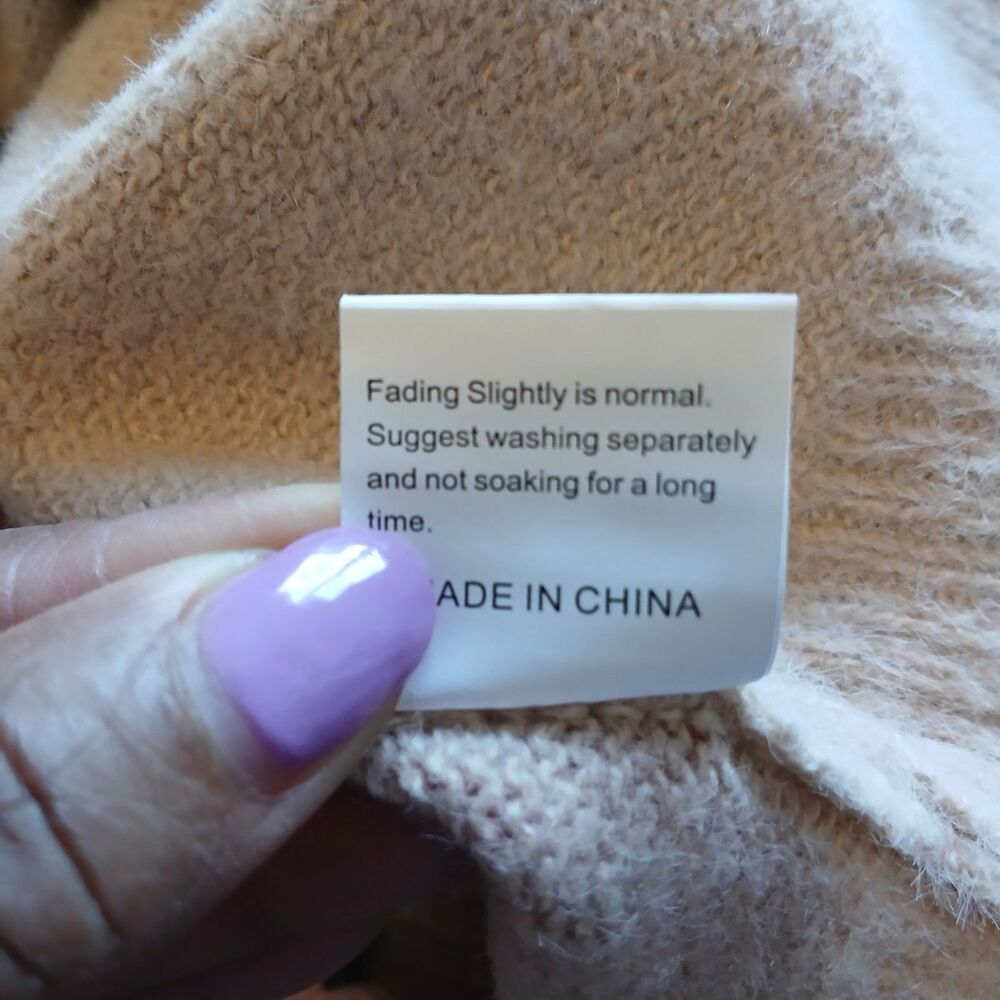 Fading Slightly is normal.
Suggest washing separately
and not soaking for a long
time.
ADE IN CHINA